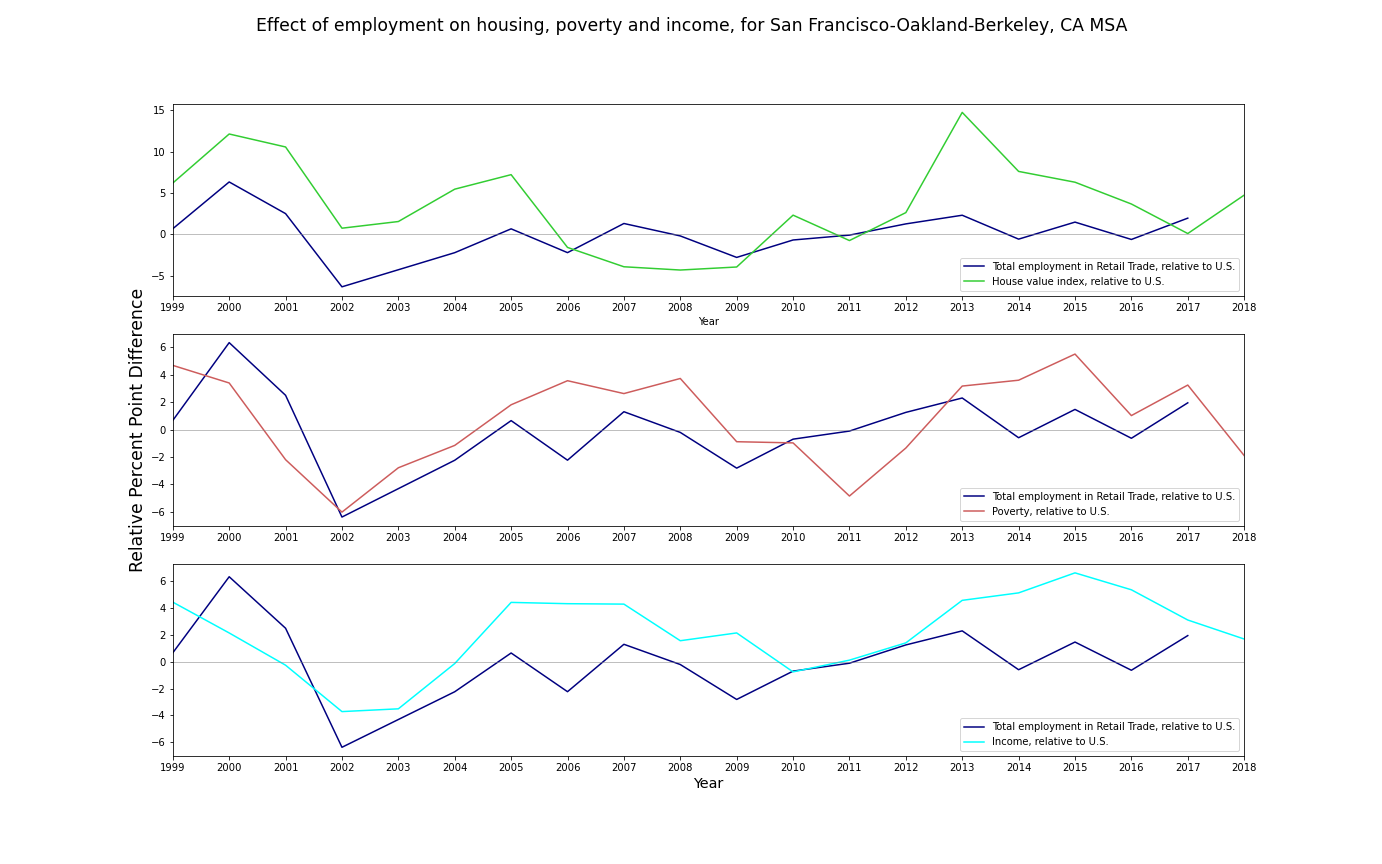 Effect of employment on housing, poverty and income, for San Francisco-Oakland-Berkeley, CA MSA
Relative Percent Point Difference
15
10
5
0
−5
Total employment in Retail Trade, relative to U.S.
House value index, relative to U.S.
1999 2000 2001 2002 2003 2004 2005 2006 2007 2008 2009 2010 2011 2012 2013 2014 2015 2016 2017 2018
Year
6
4
2
0
−2
−4
−6
Total employment in Retail Trade, relative to U.S.
Poverty, relative to U.S.
1999 2000 2001 2002 2003 2004 2005 2006 2007 2008 2009 2010 2011 2012 2013 2014 2015 2016 2017 2018
6
4
2
0
−2
−4
−6
Total employment in Retail Trade, relative to U.S.
Income, relative to U.S.
1999 2000 2001 2002 2003 2004 2005 2006 2007 2008 2009 2010 2011 2012 2013 2014 2015 2016 2017 2018
Year